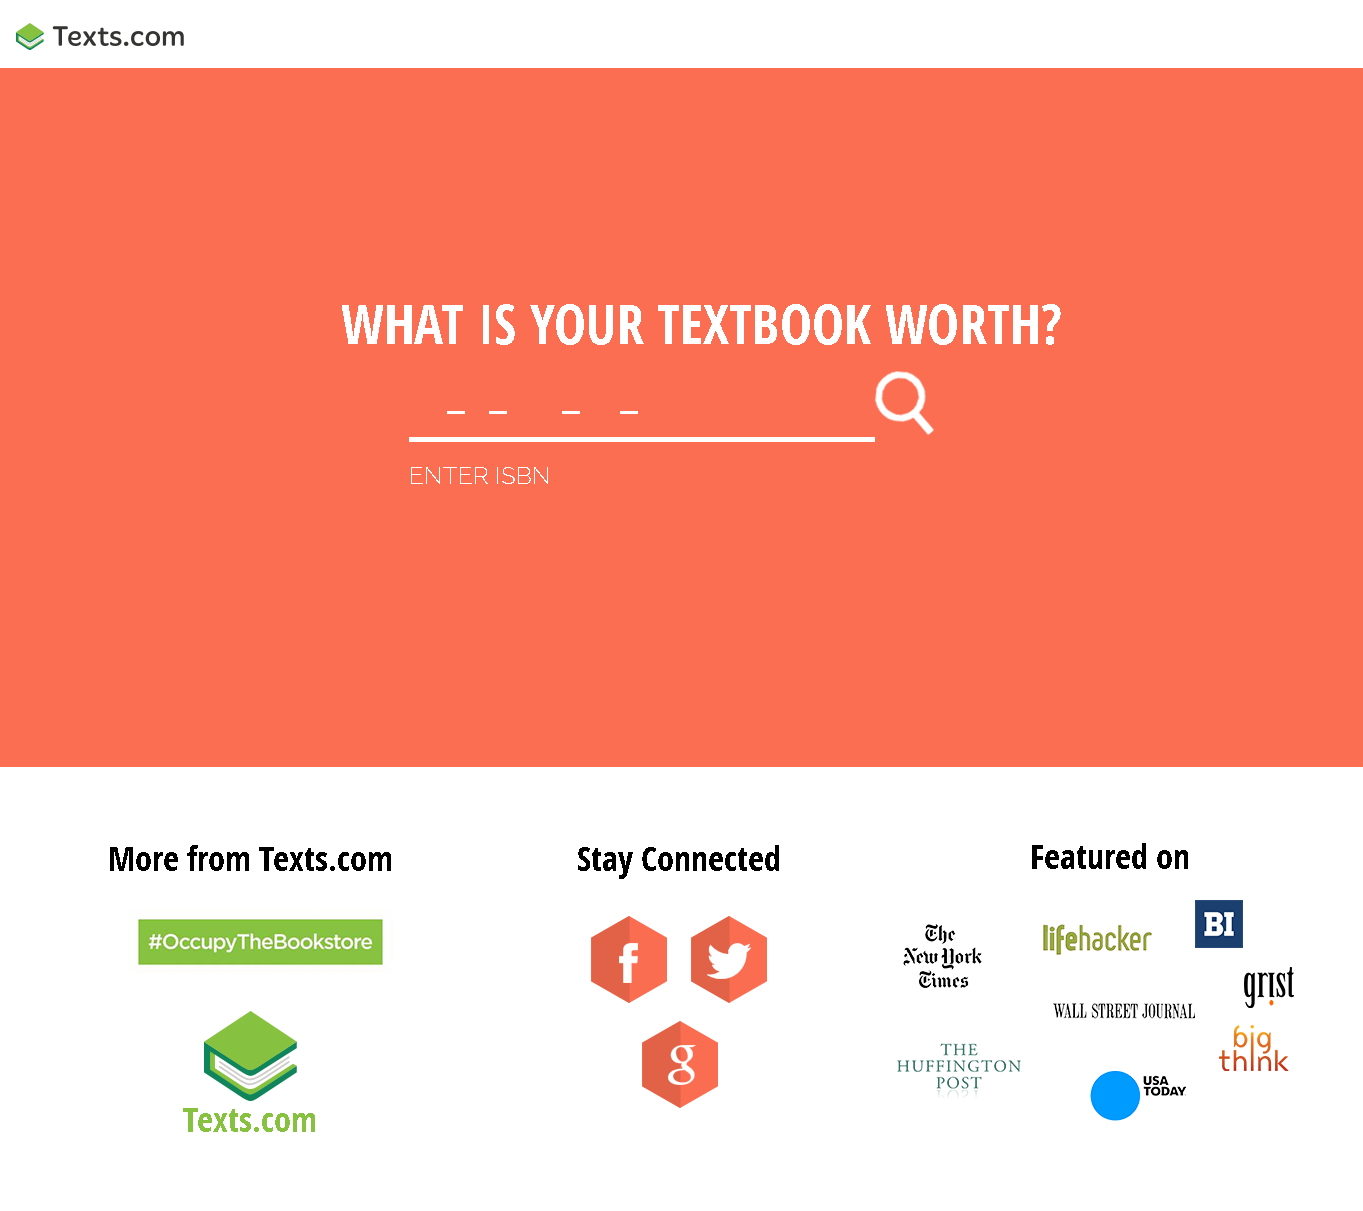 Texts.com
WHAT IS YOUR TEXTBOOK WORTH?
_ _ _ _
ENTER ISBN
More from Texts.com
#OccupyTheBookstore
Texts.com
Stay Connected
f
g
Featured on
The
New York
Times
lifehacker
BI
grist
WALL STREET JOURNAL
big
think
THE
HUFFINGTON
POST
USA
TODAY